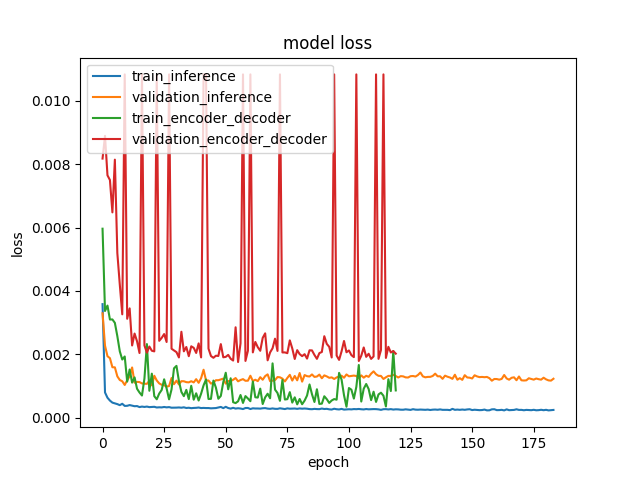 model loss
train_inference
validation_inference
train_encoder_decoder
validation_encoder_decoder
0.010
0.008
0.006
0.004
0.002
0.000
loss
0 25 50 75 100 125 150 175
epoch